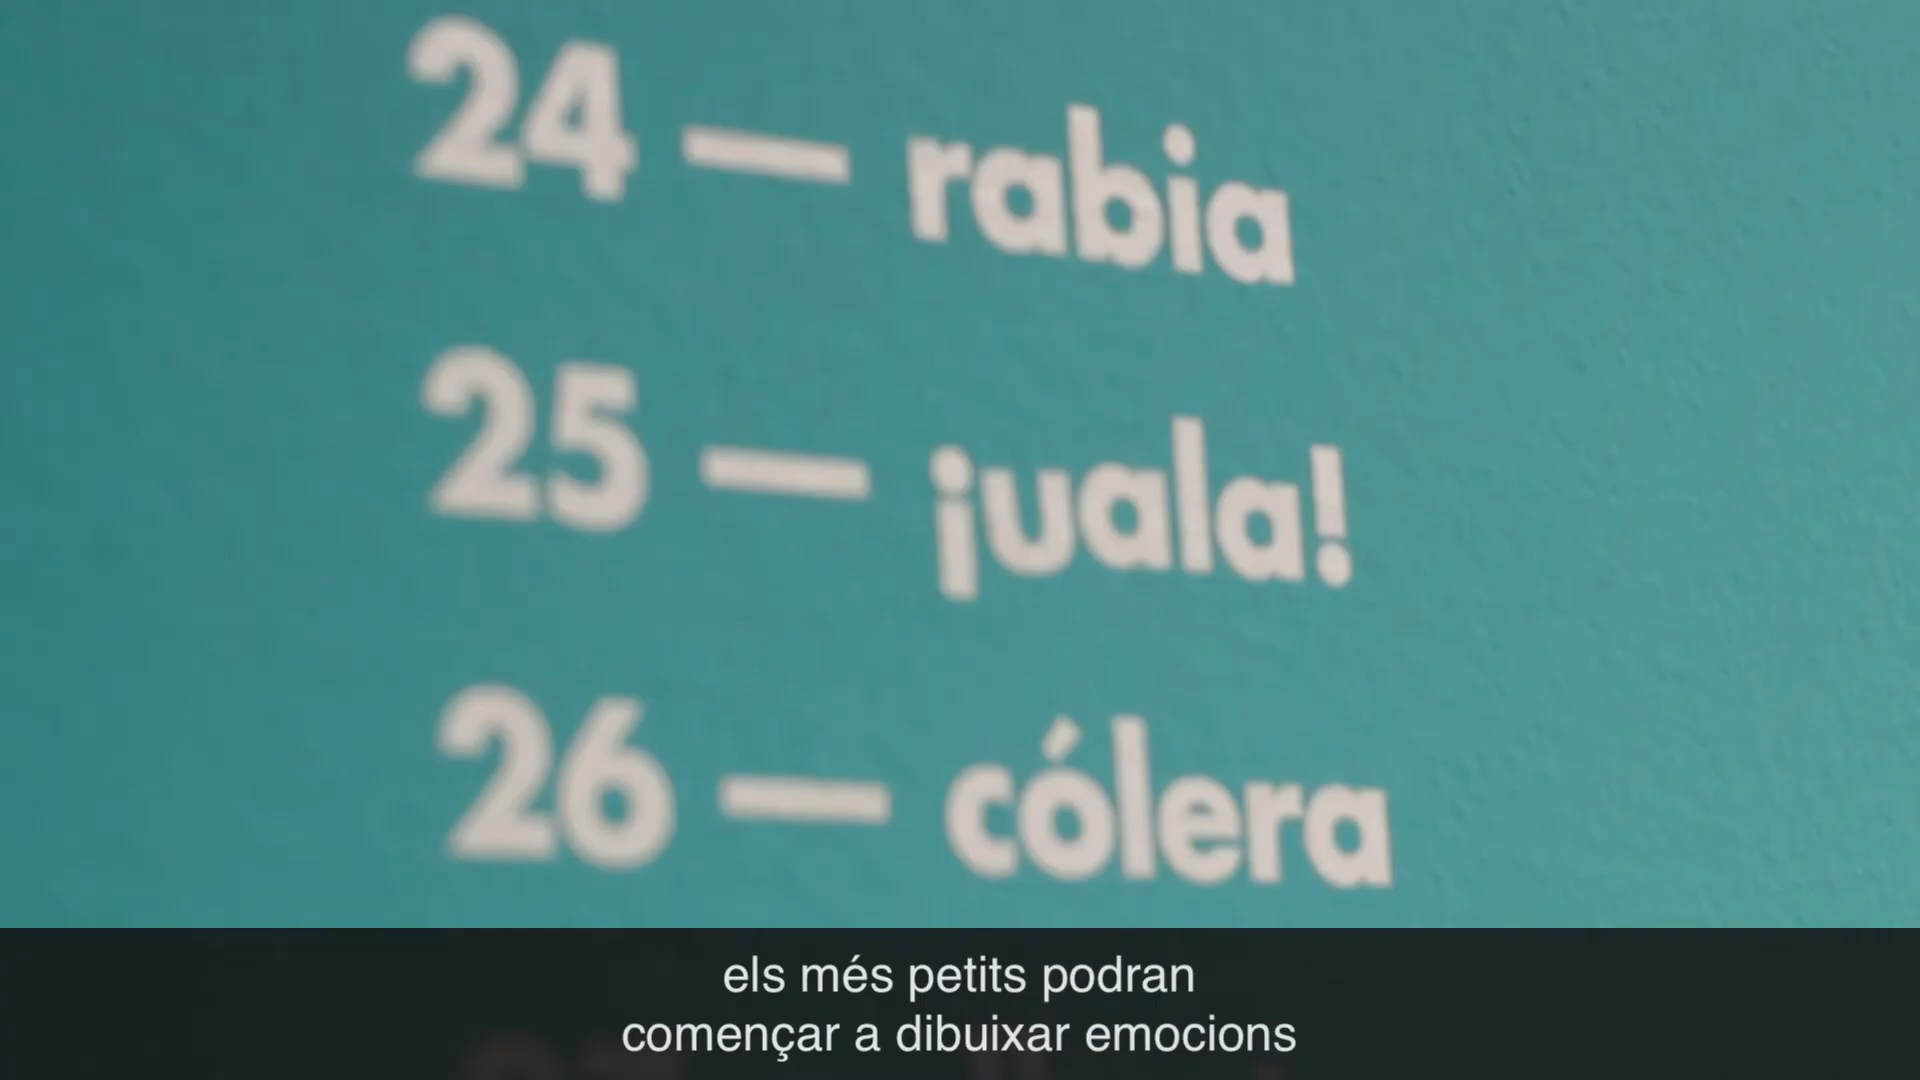 24 — rabia
25 — ¡uala!
26 — cólera
els més petits podran
començar a dibuixar emocions